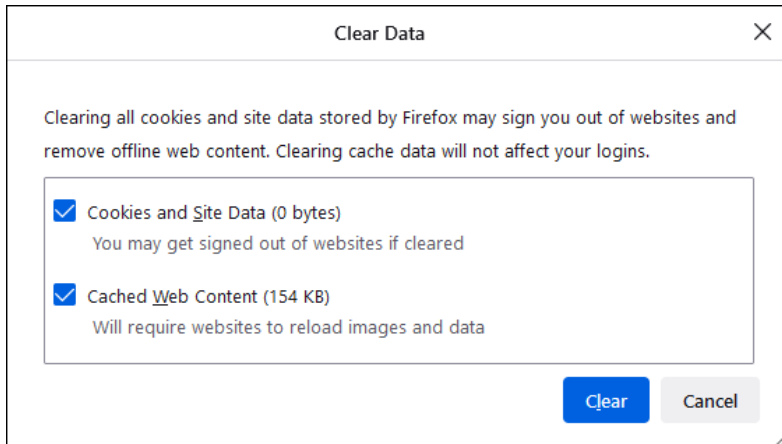 Clear Data
Clearing all cookies and site data stored by Firefox may sign you out of websites and
remove offline web content. Clearing cache data will not affect your logins.
Cookies and Site Data (0 bytes)
You may get signed out of websites if cleared
Cached Web Content (154 KB)
Will require websites to reload images and data
Clear Cancel